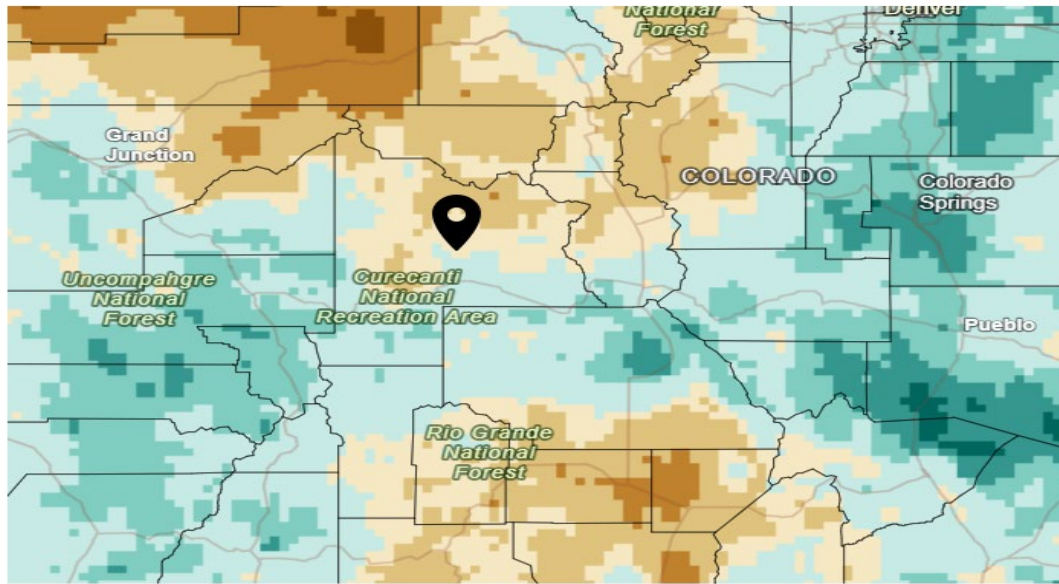 National
Forest
Denver
Grand
Junction
COLORADO
Colorado
Springs
Uncompahgre
National
Forest
Curecanti
National
Recreation Area
Pueblo
Rio Grande
National
Forest